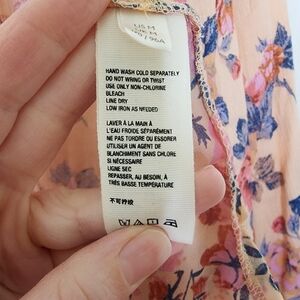 US M
HAND WASH COLD SEPARATELY
DO NOT WRING OR TWIST
USE ONLY NON-CHLORINE
BLEACH
LINE DRY
LOW IRON AS NEEDED
LAVER À LA MAIN À
L'EAU FROIDE SÉPARÉMENT
NE PAS TORDRE OU ESSORER
UTILISER UN AGENT DE
BLANCHIMENT SANS CHLORE
SI NÉCESSAIRE
LIGNE SEC
REPASSER, AU BESOIN, À
TRÈS BASSE TEMPÉRATURE
不可拧绞